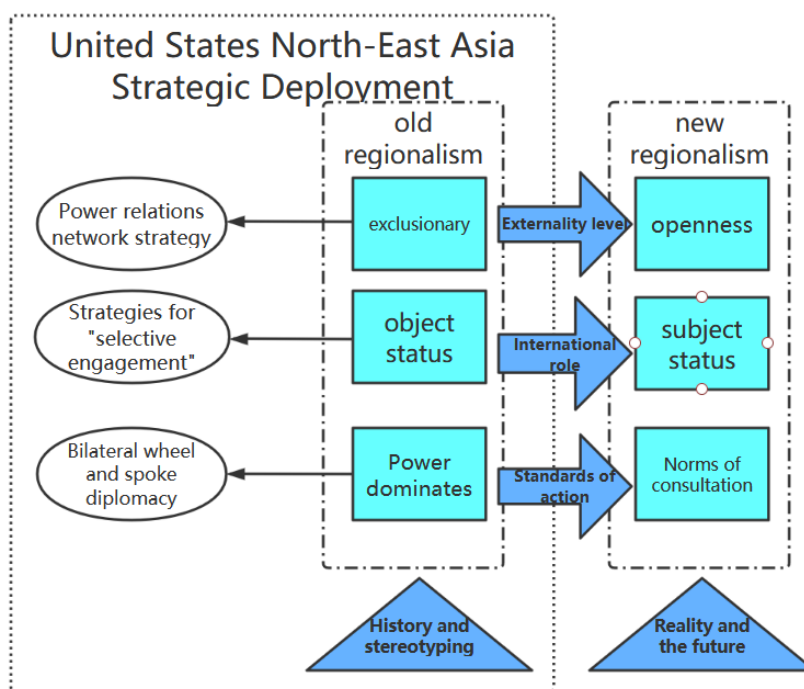 United States North-East Asia
Strategic Deployment
old
regionalism
new
regionalism
Power relations
network strategy
exclusionary
Externality level
openness
Strategies for
"selective
engagement"
object
status
International
role
subject
status
Bilateral wheel
and spoke
diplomacy
Power
dominates
Standards of
action
Norms of
consultation
History and
stereotyping
Reality and
the future